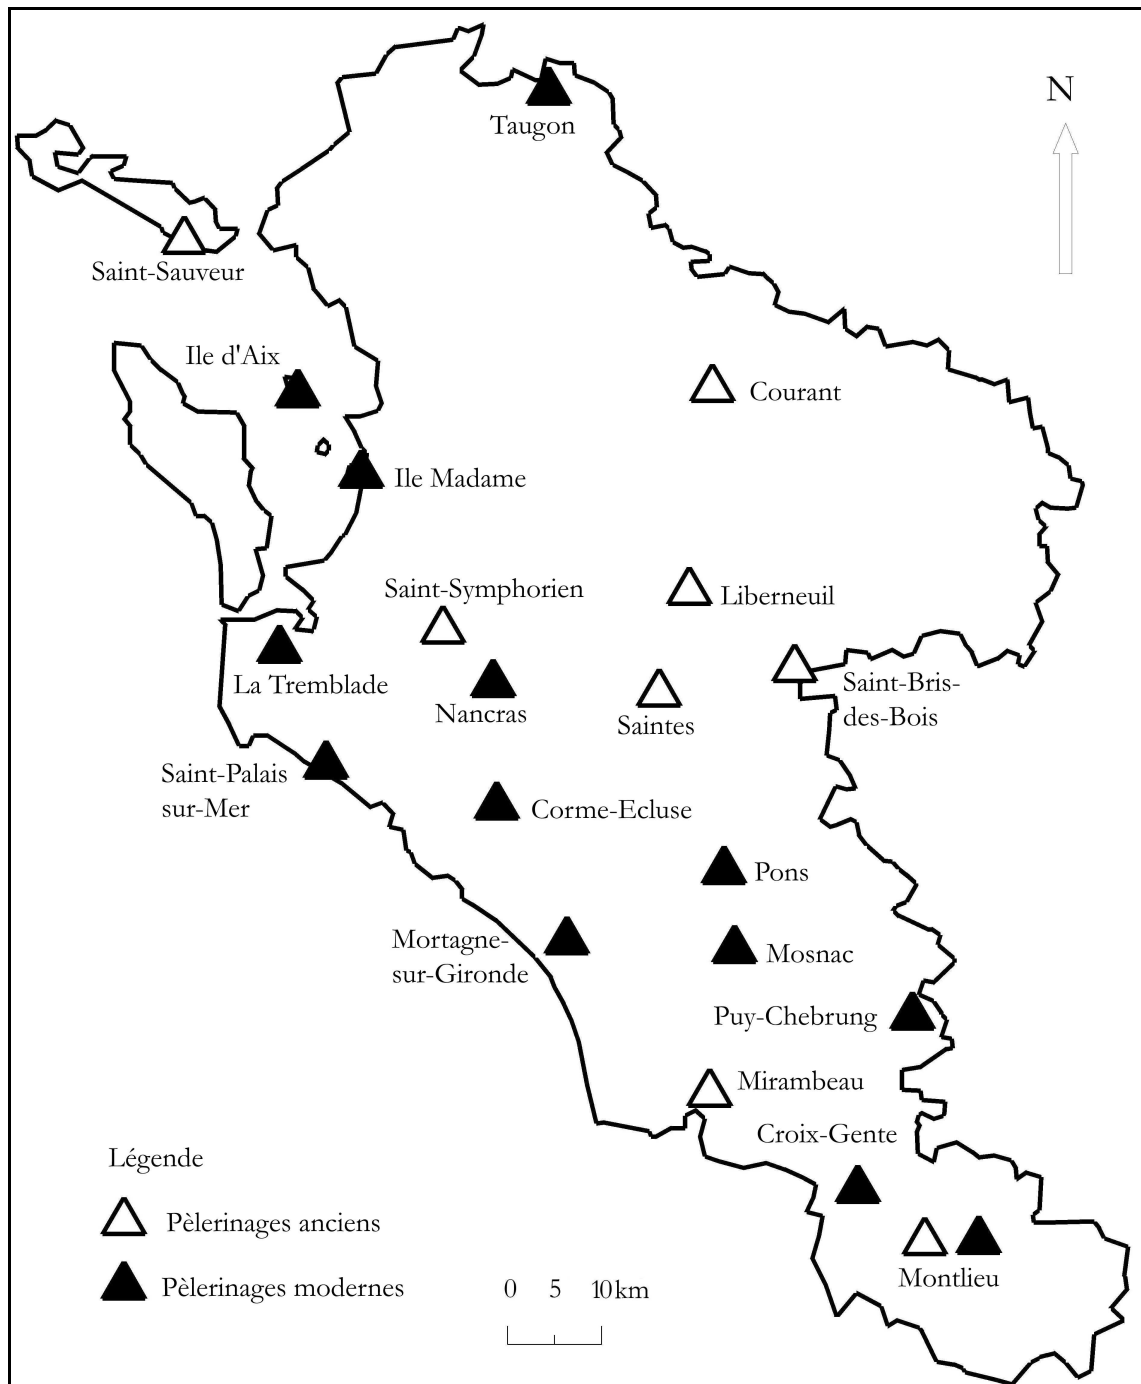 N
Taugon
Saint-Sauveur
Ile d'Aix
Courant
Ile Madame
Saint-Symphorien
Liberneuil
La Tremblade
Nancras
Saintes
Saint-Bris-
des-Bois
Saint-Palais
sur-Mer
Corme-Ecluse
Pons
Mortagne-
sur-Gironde
Mosnac
Puy-Chebrung
Mirambeau
Croix-Gente
Légende
Pèlerinages anciens
Montlieu
Pèlerinages modernes
0 5 10 km